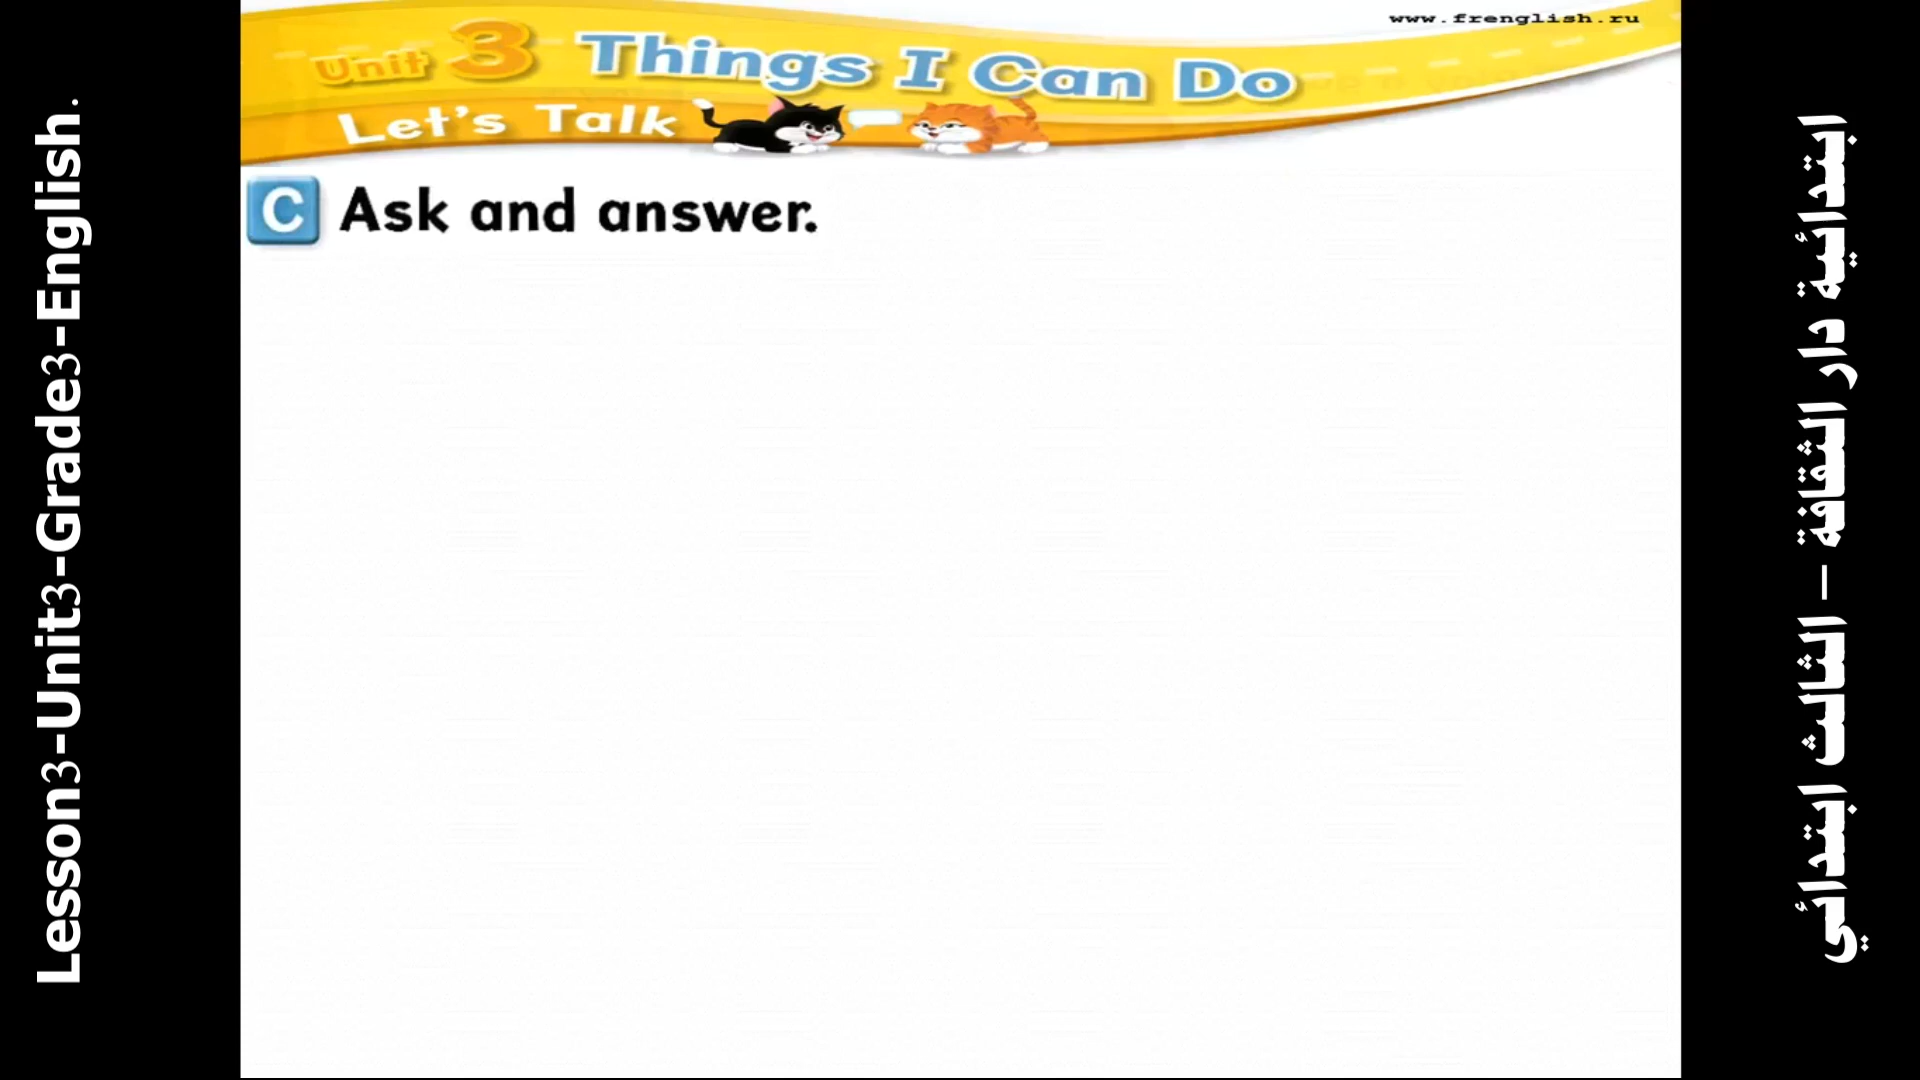 www.frenglish.ru
Unit 3 Things I Can Do
Let's Talk
C Ask and answer.
Lesson3-Unit3-Grade3-English.
ابتدائية دار الثقافة – الثالث ابتدائي